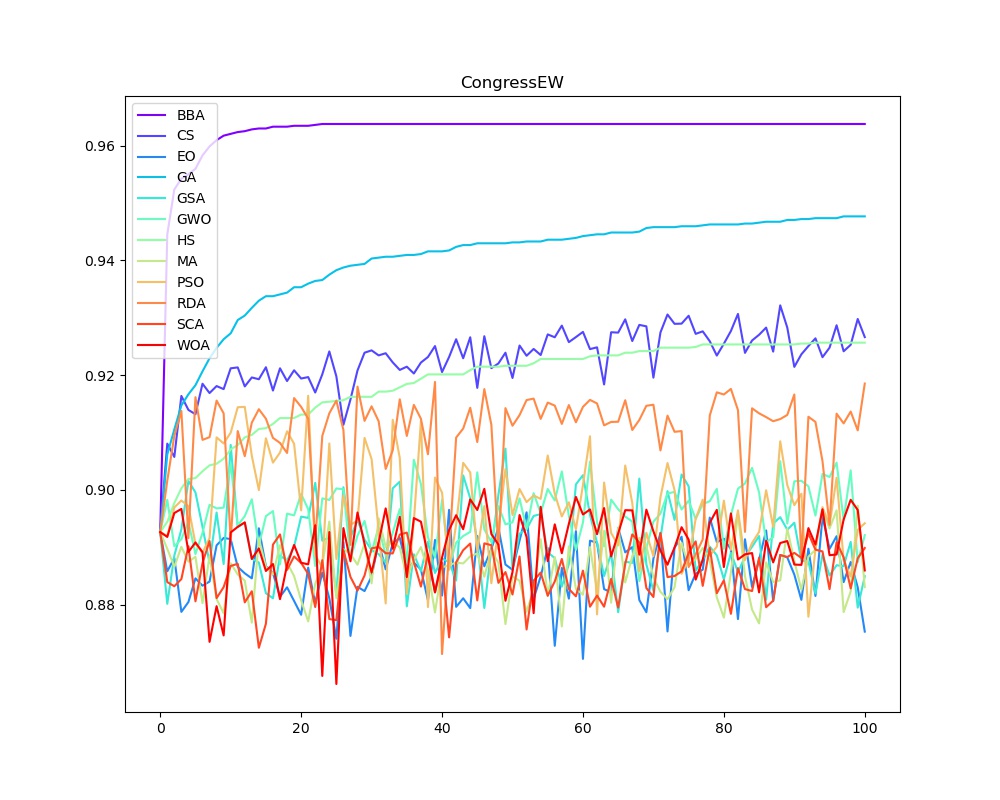 CongressEW
BBA
CS
EO
GA
GSA
GWO
HS
MA
PSO
RDA
SCA
WOA
0.96
0.94
0.92
0.90
0.88
0 20 40 60 80 100